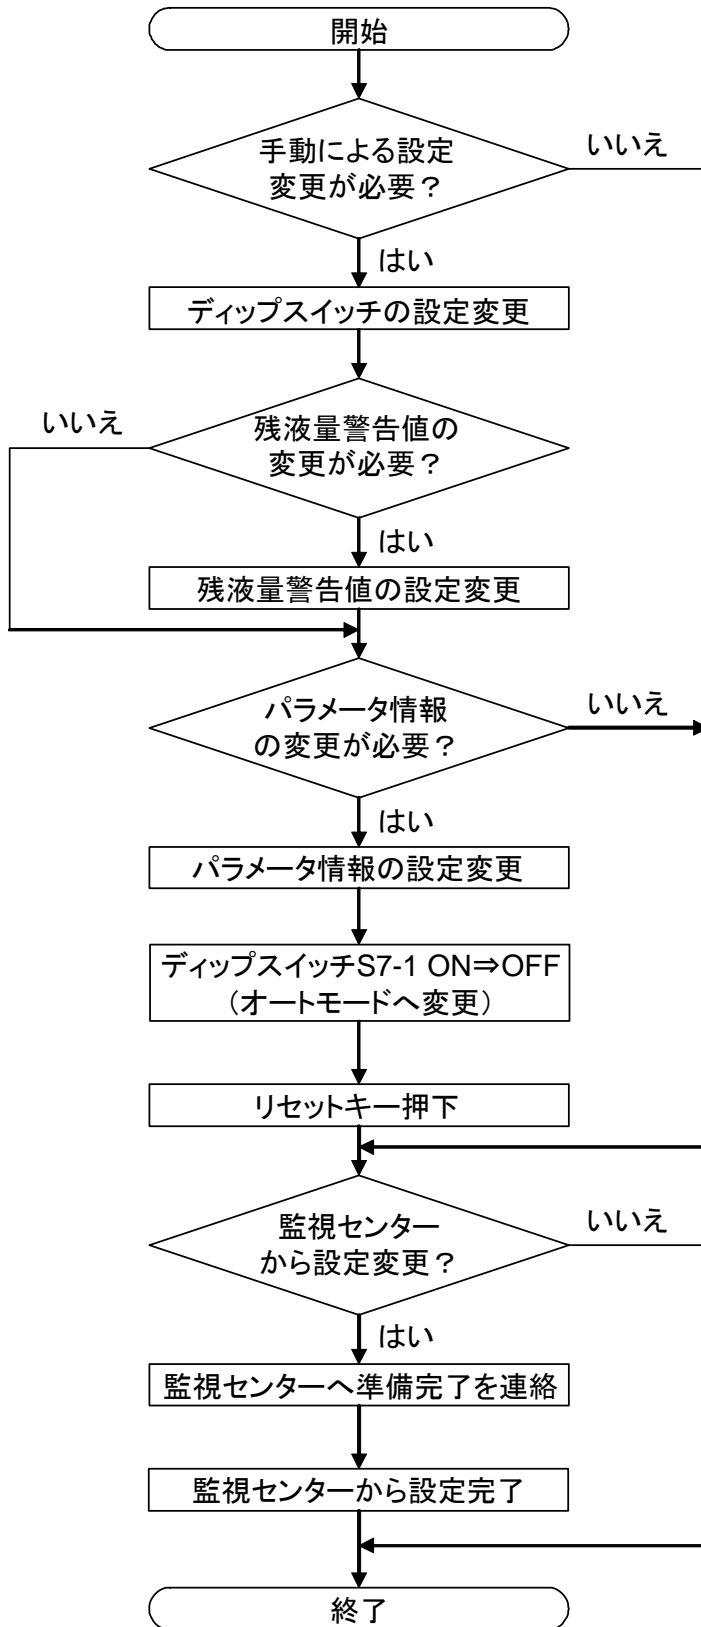 開始
手動による設定
変更が必要？
いいえ
はい
ディップスイッチの設定変更
残液量警告値の
変更が必要？
いいえ
はい
残液量警告値の設定変更
パラメータ情報
の変更が必要？
いいえ
はい
パラメータ情報の設定変更
ディップスイッチS7-1 ON⇒OFF
（オートモードへ変更）
リセットキー押下
監視センター
から設定変更？
いいえ
はい
監視センターへ準備完了を連絡
監視センターから設定完了
終了